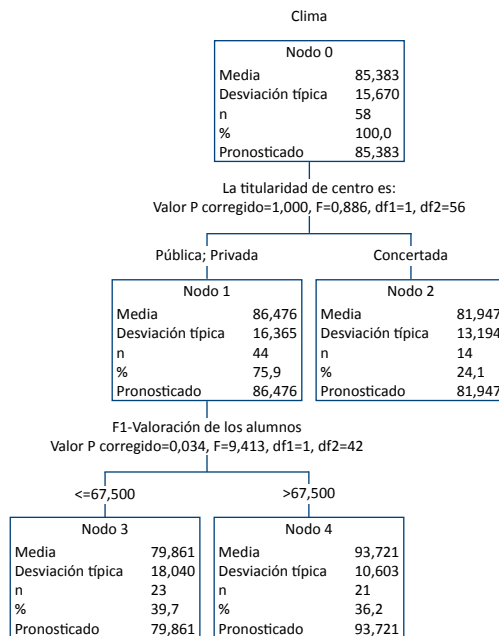 Clima
Nodo 0
Media 85,383
Desviación típica 15,670
n 58
% 100,0
Pronosticado 85,383
La titularidad de centro es:
Valor P corregido=1,000, F=0,886, df1=1, df2=56
Pública; Privada Concertada
Nodo 1
Media 86,476
Desviación típica 16,365
n 44
% 75,9
Pronosticado 86,476
Nodo 2
Media 81,947
Desviación típica 13,194
n 14
% 24,1
Pronosticado 81,947
F1-Valoración de los alumnos
Valor P corregido=0,034, F=9,413, df1=1, df2=42
<=67,500 >67,500
Nodo 3
Media 79,861
Desviación típica 18,040
n 23
% 39,7
Pronosticado 79,861
Nodo 4
Media 93,721
Desviación típica 10,603
n 21
% 36,2
Pronosticado 93,721